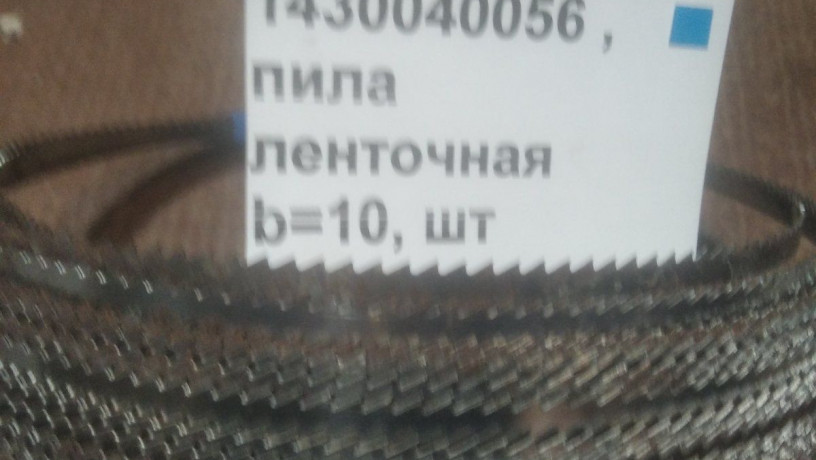 1430040056 ,
пила
ленточная
b=10, шт